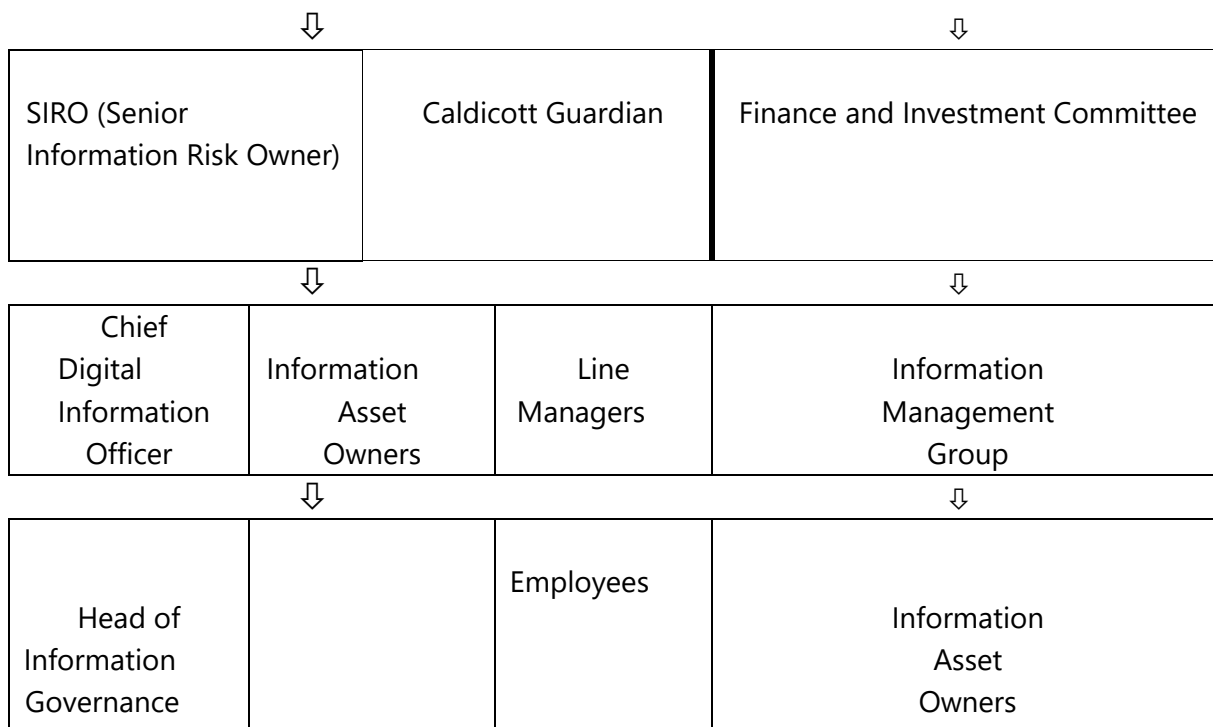 ⇩ ⇩
SIRO (Senior
Information Risk Owner)
Caldicott Guardian
Finance and Investment Committee
⇩ ⇩
Chief
Digital
Information
Officer
Information
Asset
Owners
Line
Managers
Information
Management
Group
⇩ ⇩
Head of
Information
Governance
Employees
Information
Asset
Owners